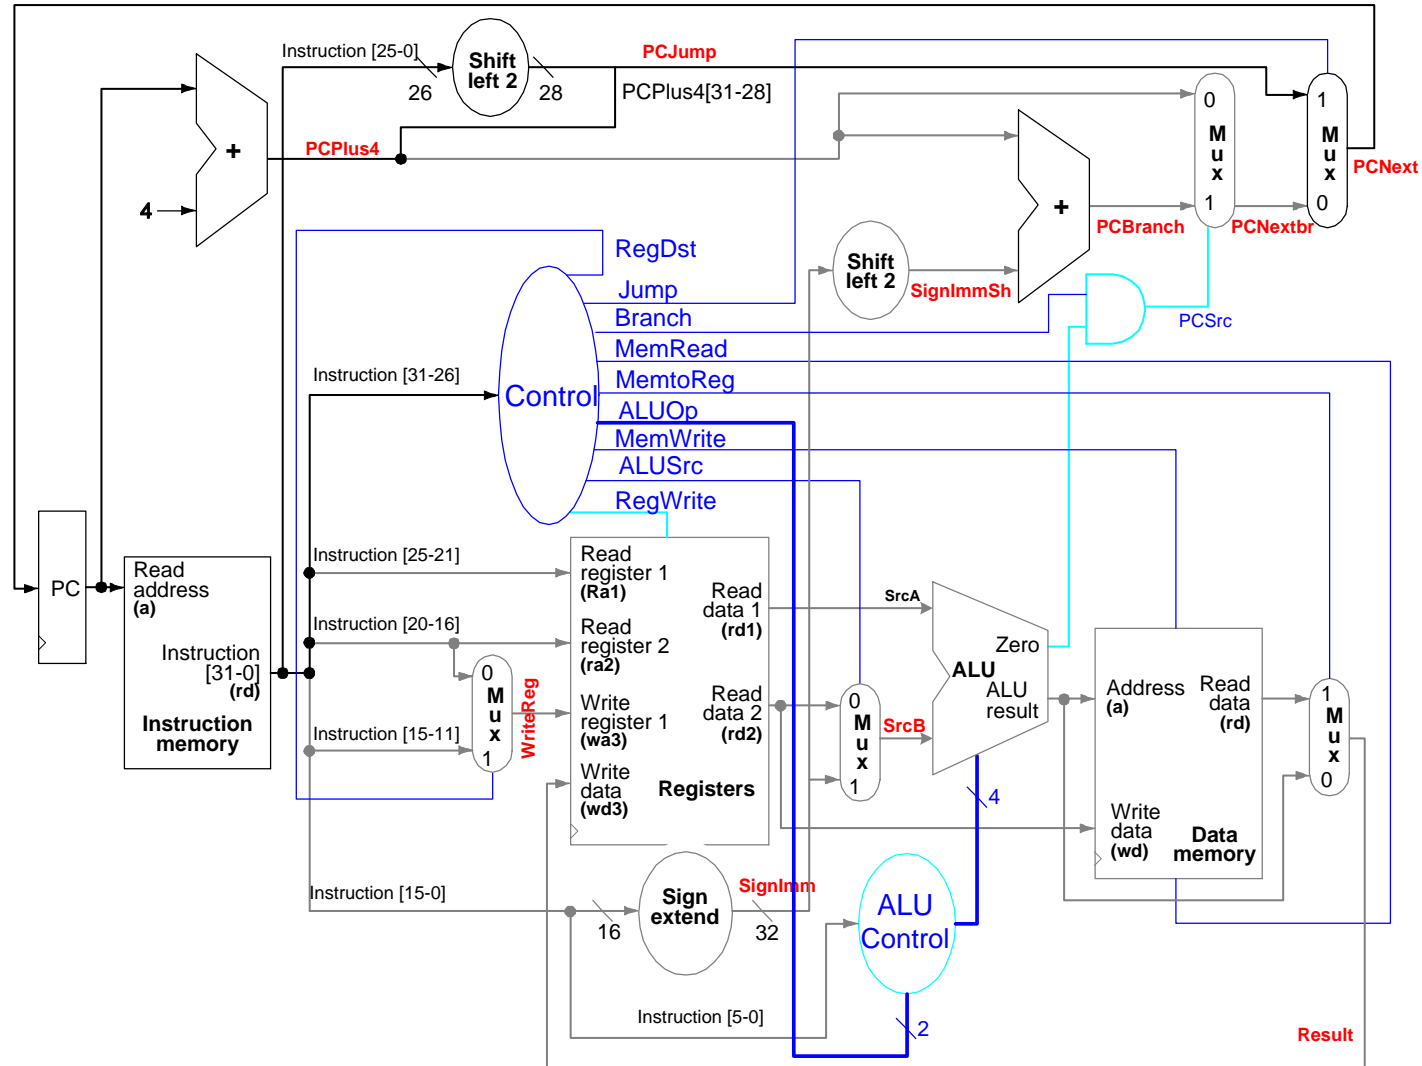 Instruction [25-0]
Shift
left 2
26
28
PCJump
PCPlus4[31-28]
0
M
u
x
1
1
M
u
x
0
PCNext
+
PCPlus4
4
+
PCBranch
PCNextbr
Shift
left 2
SignImmSh
PCSrc
RegDst
Jump
Branch
MemRead
MemtoReg
ALUOp
MemWrite
ALUSrc
RegWrite
Instruction [31-26]
Control
PC
Read
address
(a)
Instruction
[31-0]
(rd)
Instruction
memory
Instruction [25-21]
Instruction [20-16]
Instruction [15-11]
0
M
u
x
1
WriteReg
Read
register 1
(Ra1)
Read
register 2
(ra2)
Write
register 1
(wa3)
Write
data
(wd3)
Read
data 1
(rd1)
Read
data 2
(rd2)
Registers
SrcA
0
M
u
x
1
SrcB
Zero
ALU
ALU
result
4
Address
(a)
Read
data
(rd)
Write
data
(wd)
Data
memory
1
M
u
x
0
Instruction [15-0]
16
Sign
extend
SignImm
32
ALU
Control
Instruction [5-0]
2
Result